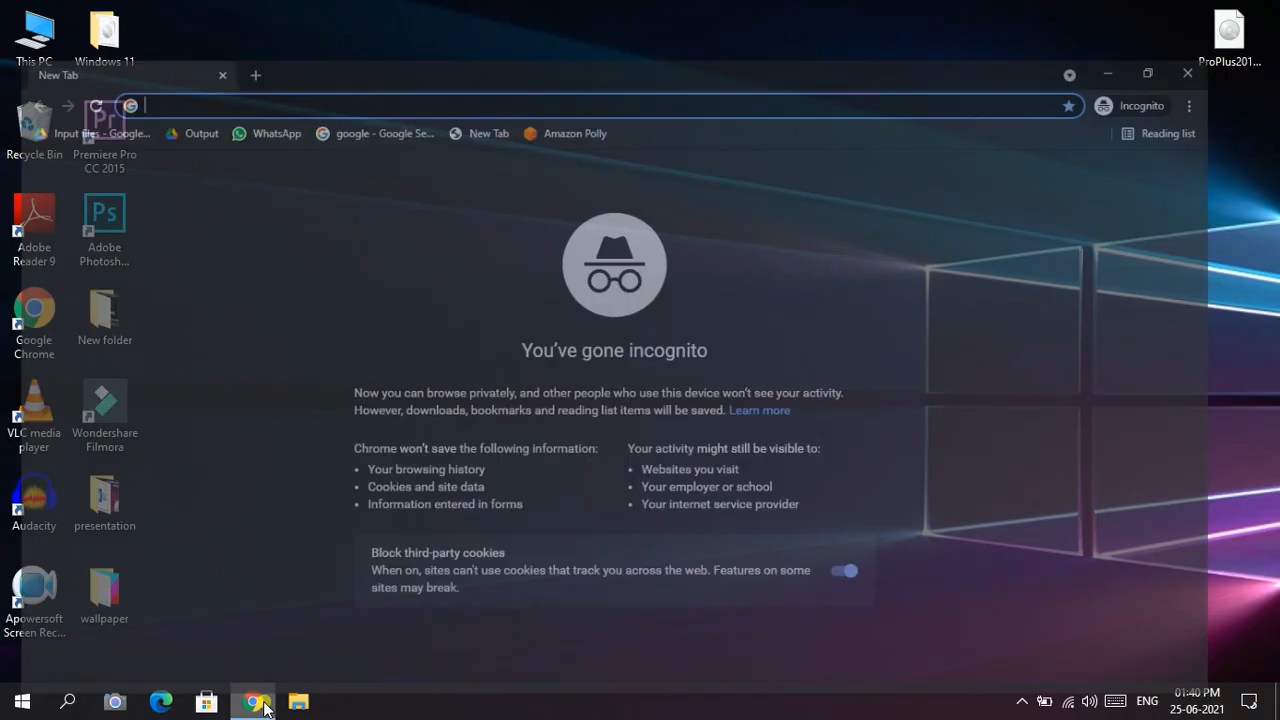 This PC
Windows 11
ProPlus201...
New Tab
Incognito
Input files - Google...
Output
WhatsApp
google - Google Se...
New Tab
Amazon Polly
Reading list
Recycle Bin
Premiere Pro
CC 2015
Adobe
Reader 9
Adobe
Photosh...
You've gone incognito
Google
Chrome
New folder
Now you can browse privately, and other people who use this device won't see your activity.
However, downloads, bookmarks and reading list items will be saved. Learn more
VLC media
player
Wondershare
Filmora
Chrome won't save the following information:
Your browsing history
Cookies and site data
Information entered in forms
Your activity might still be visible to:
Websites you visit
Your employer or school
Your internet service provider
Audacity
presentation
Block third-party cookies
When on, sites can't use cookies that track you across the web. Features on some
sites may break.
Apowersoft
Screen Rec...
wallpaper
ENG
01:40 PM
25-06-2021